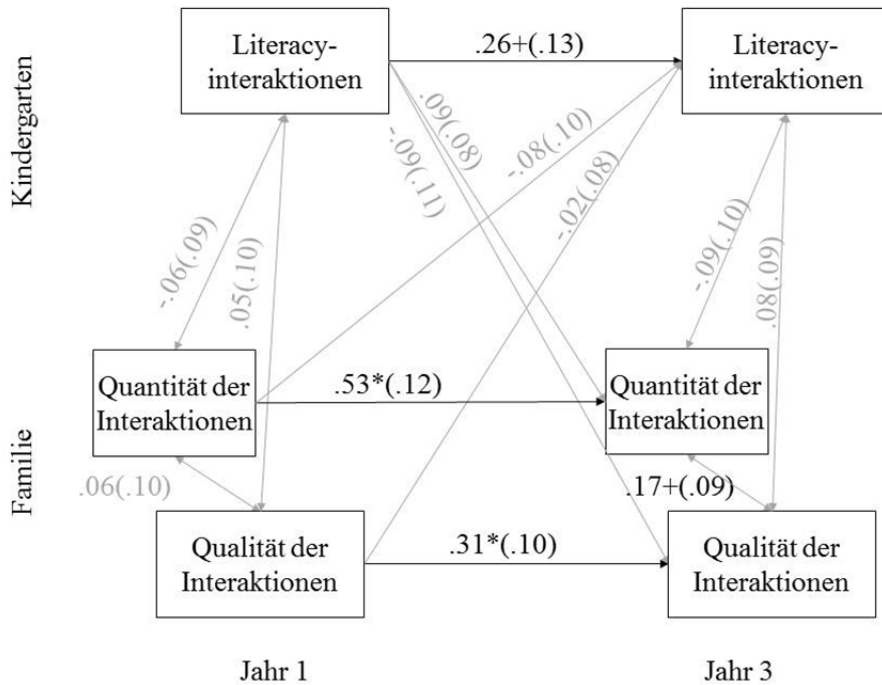 Kindergarten
Literacy-
interaktionen
.26+(.13)
Literacy-
interaktionen
.09(.08)
-.09(.11)
-.08(.10)
-.02(.08)
-.06(.09)
.05(.10)
-.09(.10)
.08(.09)
Familie
Quantität der
Interaktionen
.53*(.12)
Quantität der
Interaktionen
.06(.10)
.17+(.09)
Qualität der
Interaktionen
.31*(.10)
Qualität der
Interaktionen
Jahr 1
Jahr 3